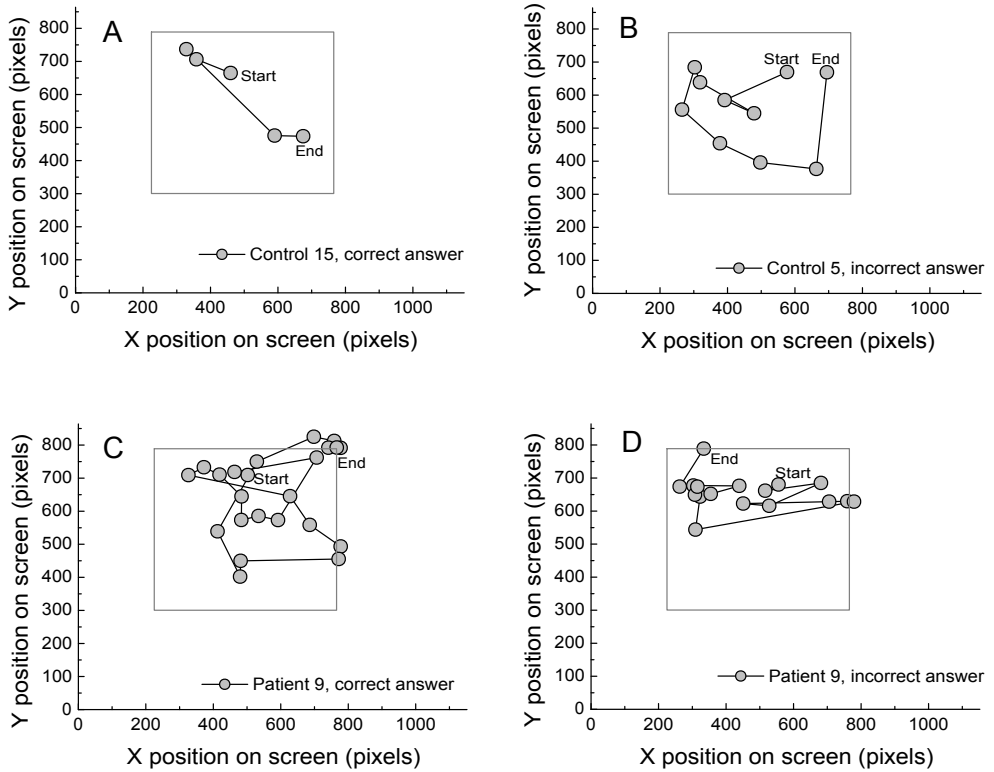 A
Y position on screen (pixels)
800
700
600
500
400
300
200
100
0
Start
End
Control 15, correct answer
0 200 400 600 800 1000
X position on screen (pixels)
B
Y position on screen (pixels)
800
700
600
500
400
300
200
100
0
Start End
Control 5, incorrect answer
0 200 400 600 800 1000
X position on screen (pixels)
C
Y position on screen (pixels)
800
700
600
500
400
300
200
100
0
End
Start
Patient 9, correct answer
0 200 400 600 800 1000
X position on screen (pixels)
D
Y position on screen (pixels)
800
700
600
500
400
300
200
100
0
End
Start
Patient 9, incorrect answer
0 200 400 600 800 1000
X position on screen (pixels)